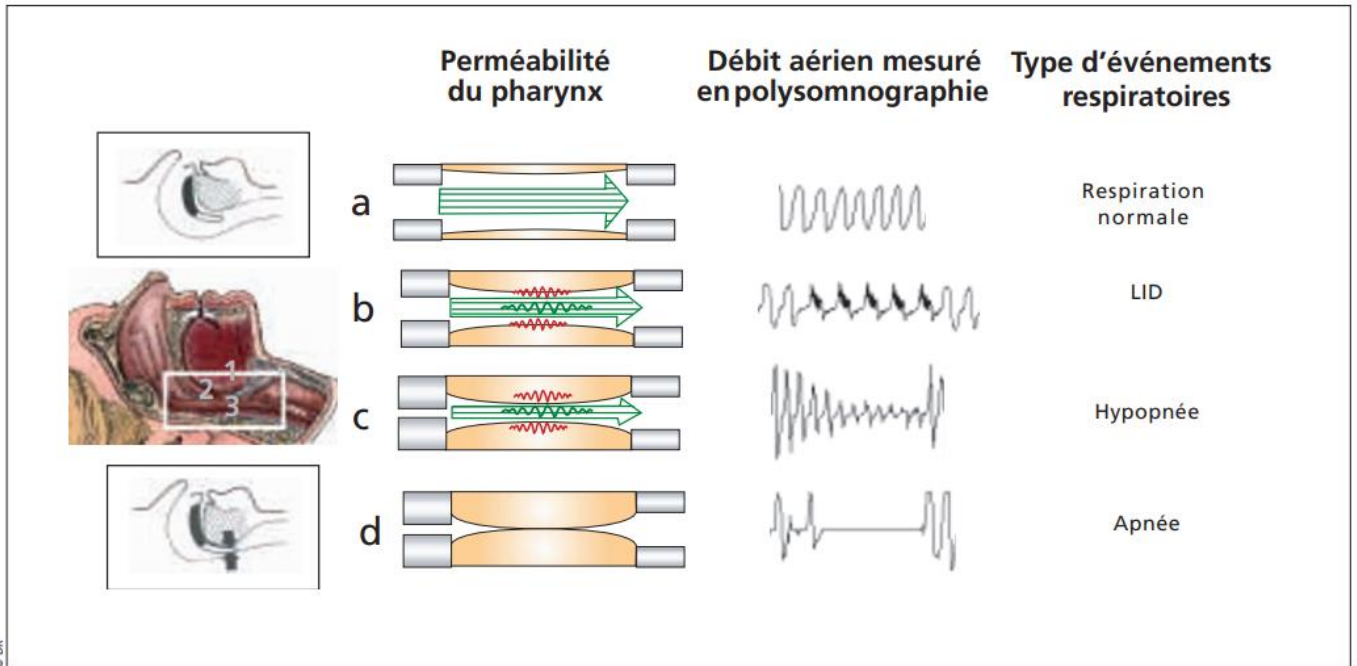 Perméabilité
du pharynx
Débit aérien mesuré
en polysomnographie
Type d'événements
respiratoires
a
Respiration
normale
b
LID
1
2
3
c
Hypopnée
d
Apnée